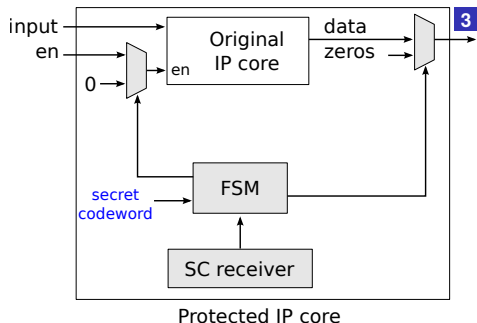 input
en
0
en
Original
IP core
data
zeros
3
secret
codeword
FSM
SC receiver
Protected IP core